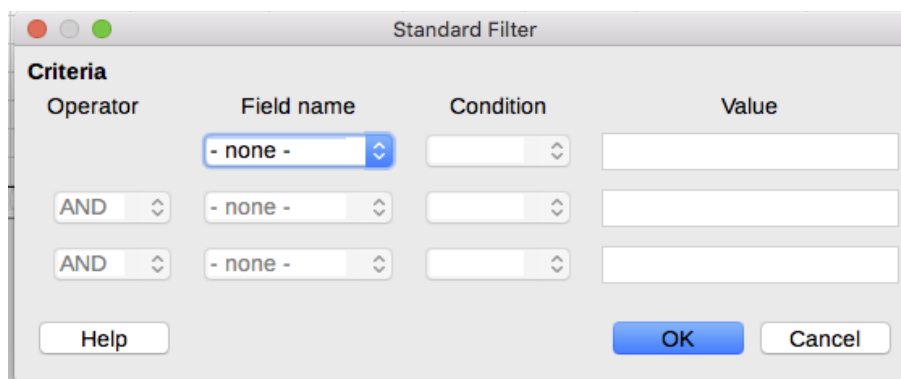 Standard Filter
Criteria
Operator Field name Condition Value
- none -
AND - none -
AND - none -
Help OK Cancel